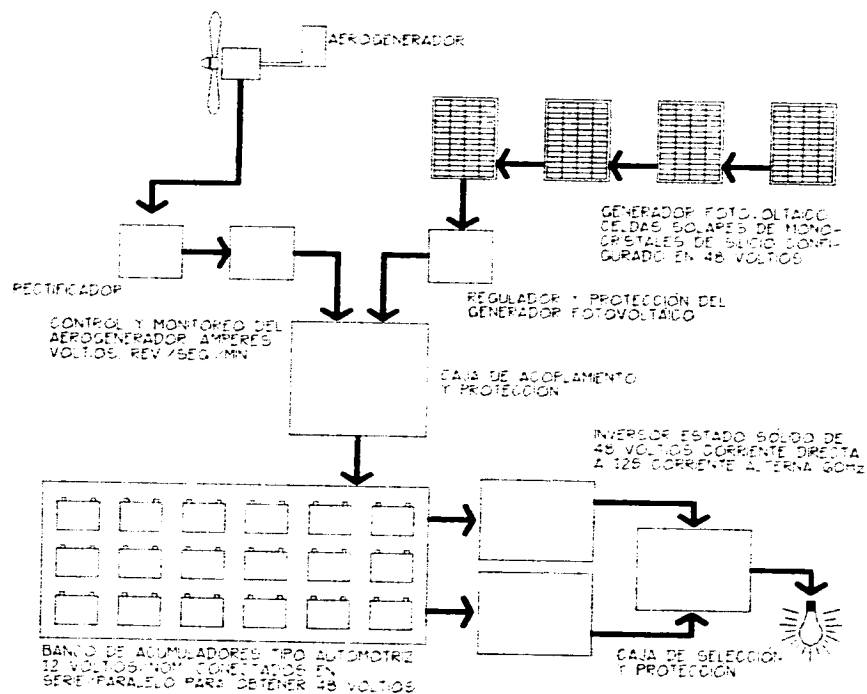 AEROGENERADOR
GENERADOR FOTOVOLTAICO
CELDAS SOLARES DE MONO-
CRISTALES DE SILICIO CONFI-
GURADO EN 48 VOLTIOS
RECTIFICADOR
CONTROL Y MONITOREO DEL
AEROGENERADOR AMPERES
VOLTIOS, REV./SEG./MIN
REGULADOR Y PROTECCIÓN DEL
GENERADOR FOTOVOLTÁICO
CAJA DE ACOPLAMIENTO
Y PROTECCIÓN
INVERSOR ESTADO SÓLIDO DE
48 VOLTIOS CORRIENTE DIRECTA
A 125 CORRIENTE ALTERNA 60HZ
BANCO DE ACUMULADORES TIPO AUTOMOTRIZ
12 VOLTIOS/NOM. CONECTADOS EN
SERIE/PARALELO PARA OBTENER 48 VOLTIOS
CAJA DE SELECCIÓN
Y PROTECCIÓN